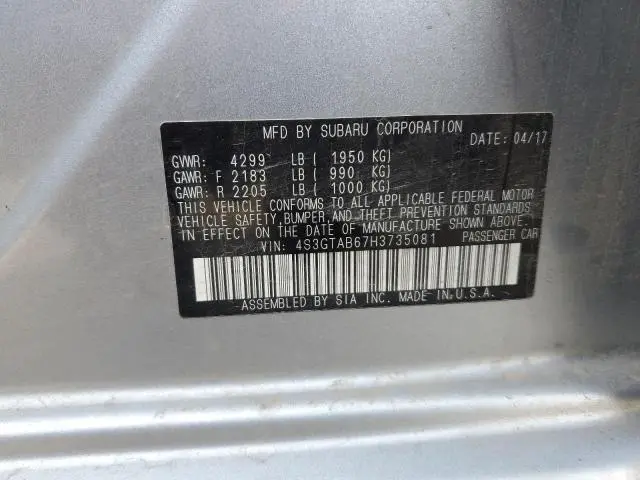 MFD BY SUBARU CORPORATION
DATE: 04/17
GVWR: 4299 LB ( 1950 KG)
GAWR: F 2183 LB ( 990 KG)
GAWR: R 2205 LB ( 1000 KG)
THIS VEHICLE CONFORMS TO ALL APPLICABLE FEDERAL MOTOR
VEHICLE SAFETY, BUMPER, AND THEFT PREVENTION STANDARDS
IN EFFECT ON THE DATE OF MANUFACTURE SHOWN ABOVE.
VIN: 4S3GTAB67H3735081 PASSENGER CAR
ASSEMBLED BY SIA INC. MADE IN U.S.A.